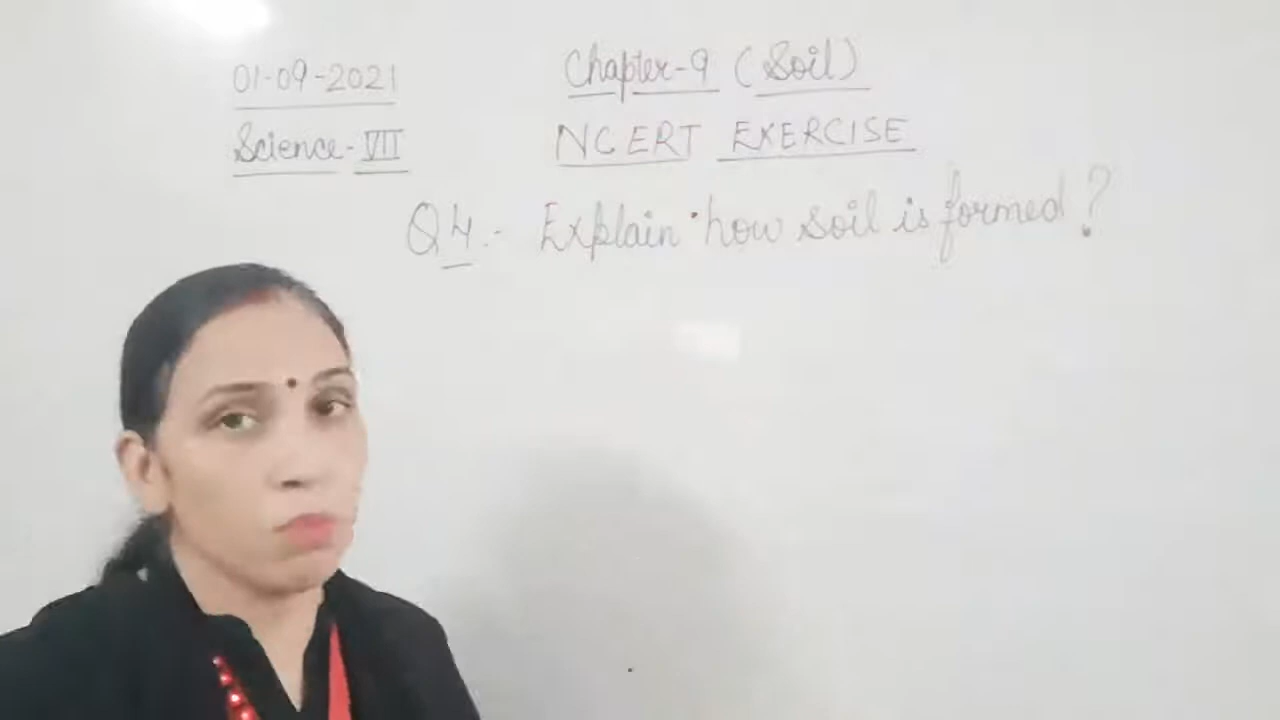 01-09-2021
Chapter-9 (Soil)
Science-VII
NCERT EXERCISE
Q4.- Explain how soil is formed?